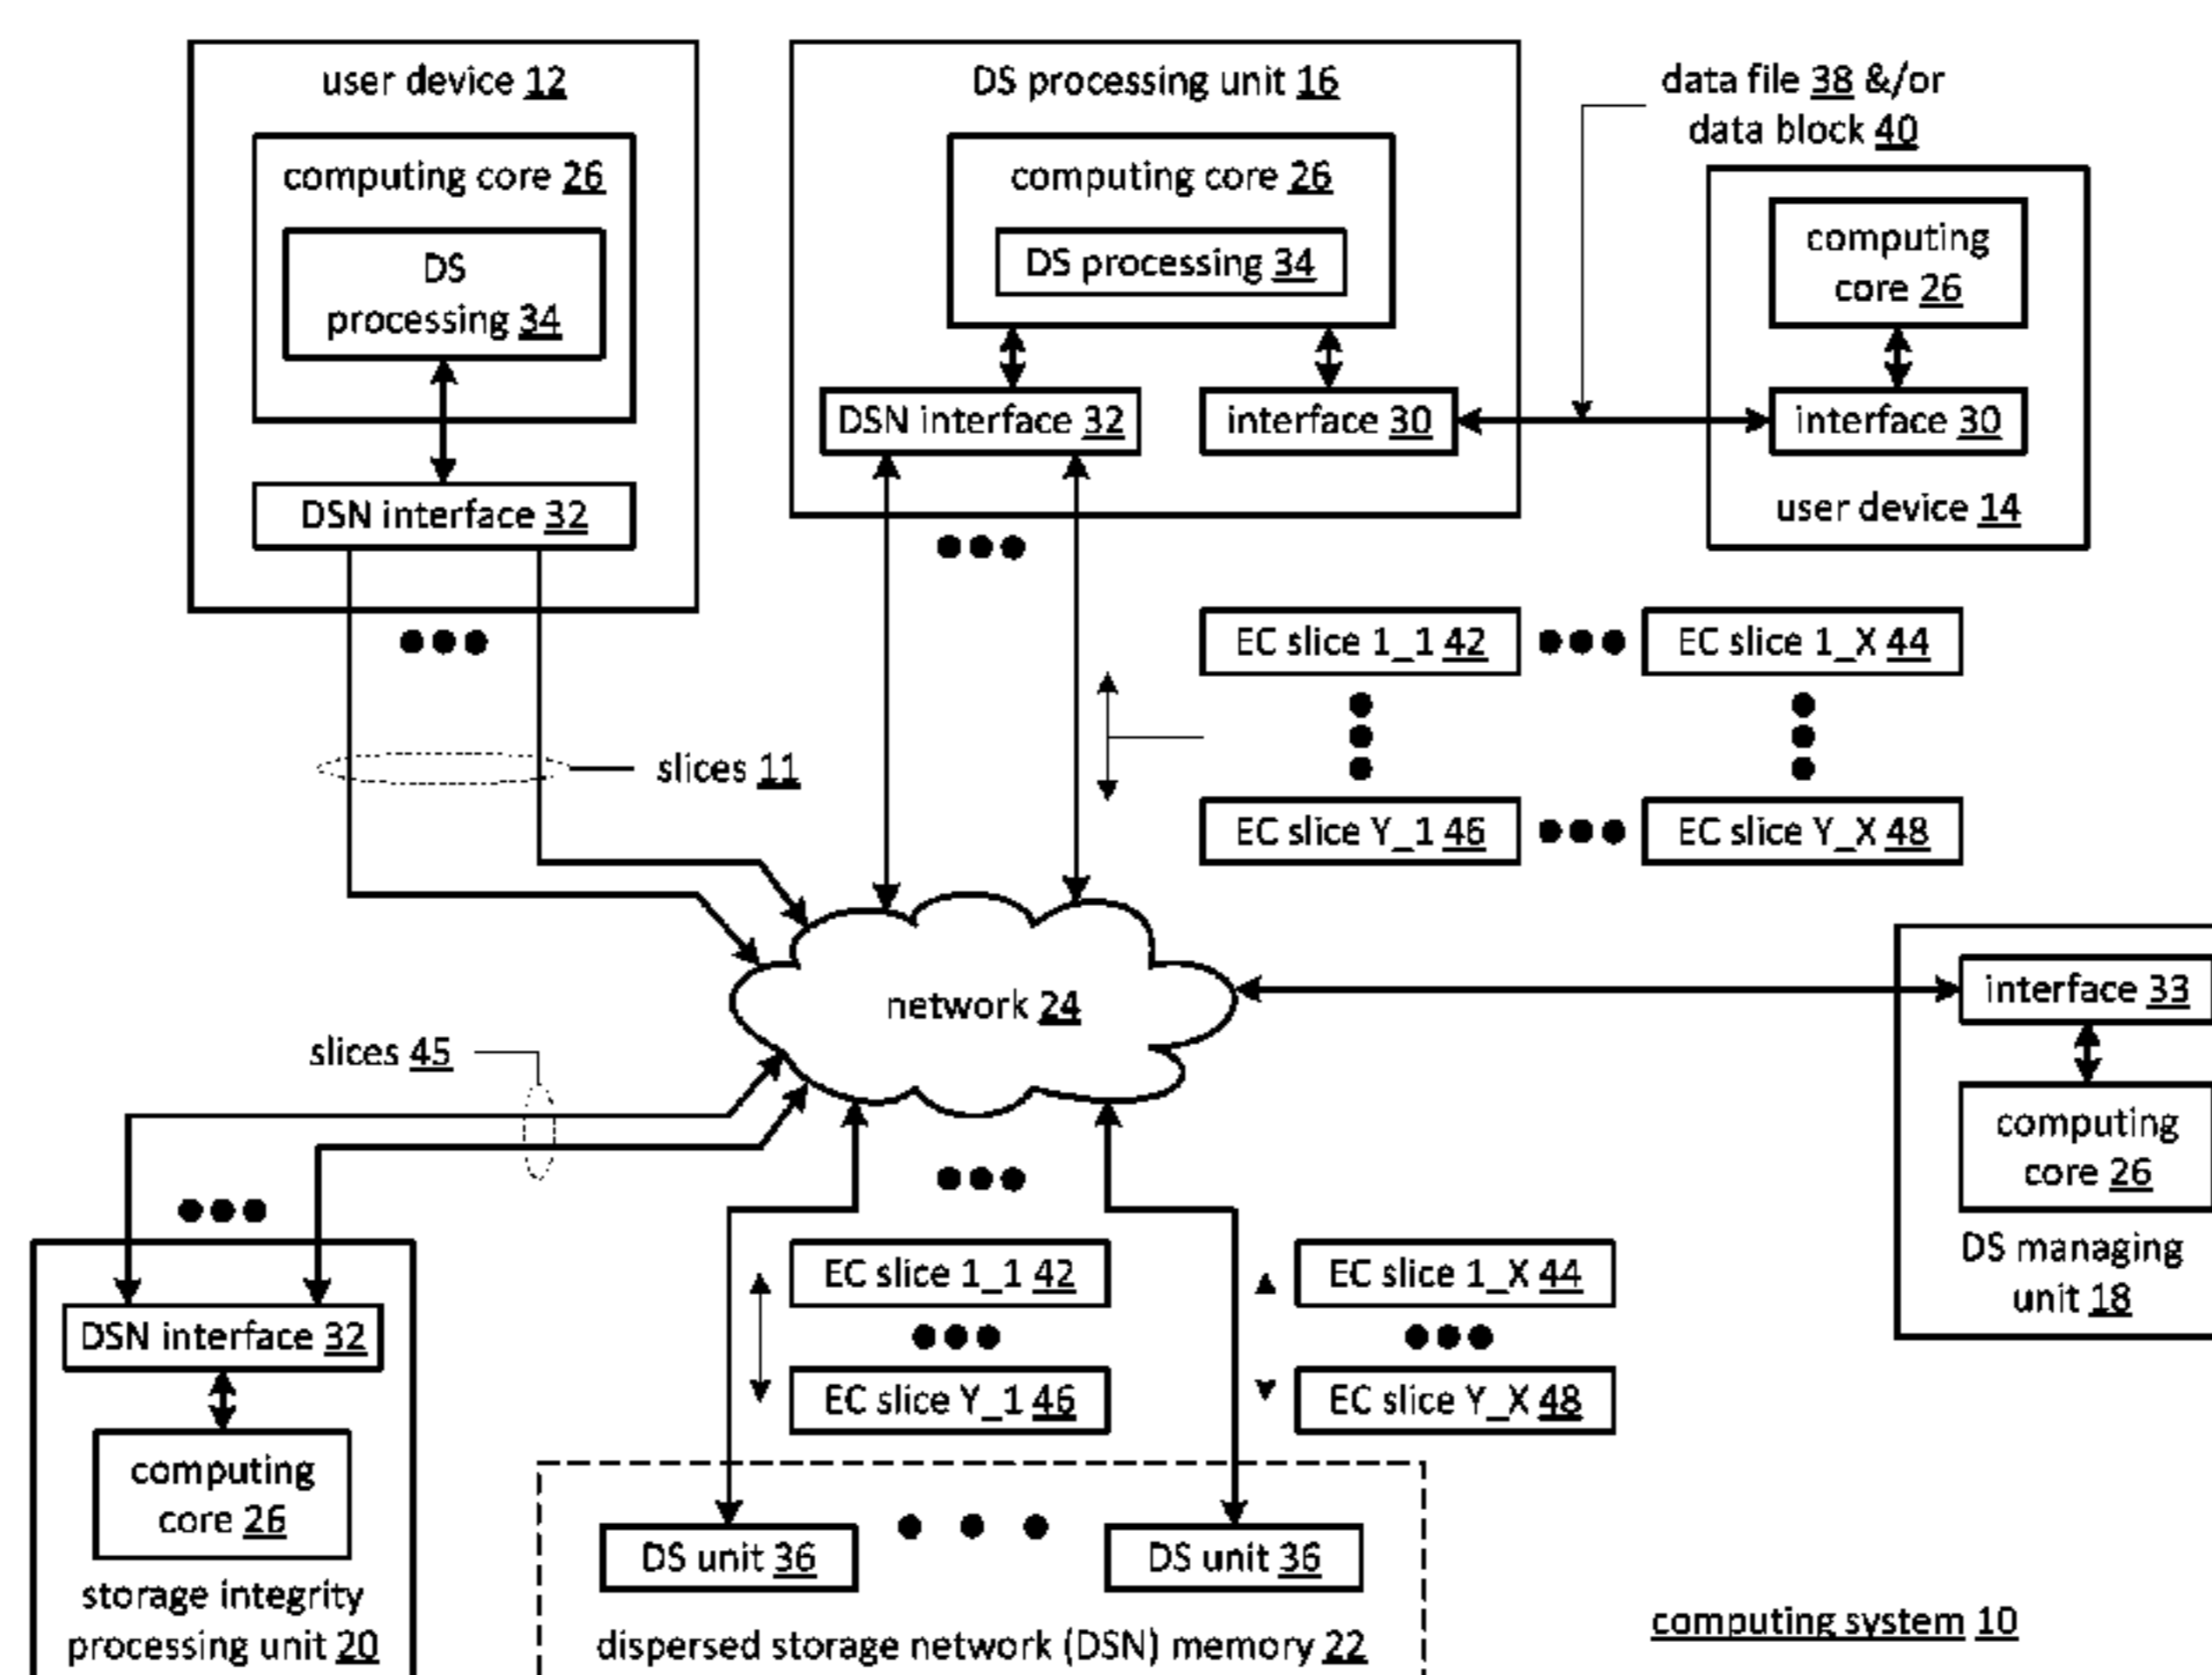 user device 12
computing core 26
DS
processing 34
DSN interface 32
DS processing unit 16
computing core 26
DS processing 34
DSN interface 32
interface 30
data file 38 &/or
data block 40
computing
core 26
interface 30
user device 14
EC slice 1_1 42
EC slice 1_X 44
EC slice Y_1 46
EC slice Y_X 48
slices 11
network 24
interface 33
computing
core 26
DS managing
unit 18
slices 45
DSN interface 32
computing
core 26
storage integrity
processing unit 20
EC slice 1_1 42
EC slice Y_1 46
EC slice 1_X 44
EC slice Y_X 48
DS unit 36
DS unit 36
dispersed storage network (DSN) memory 22
computing system 10